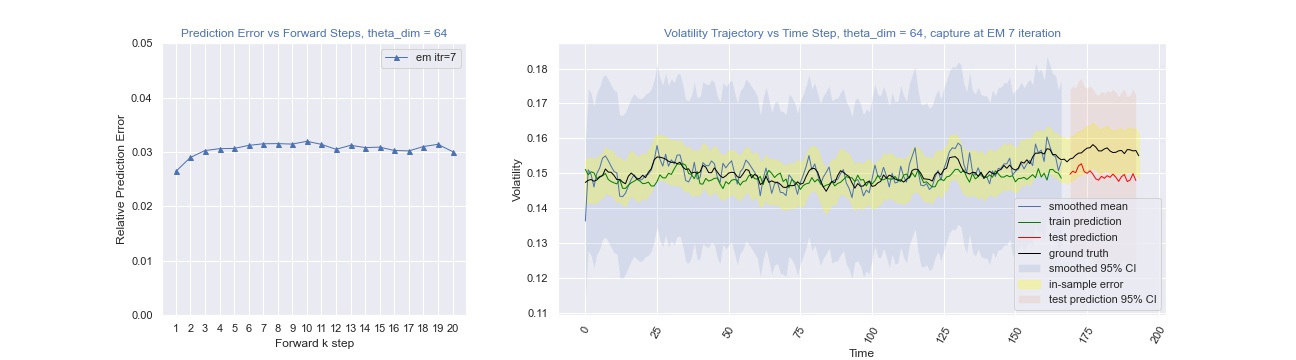 Prediction Error vs Forward Steps, theta_dim = 64
0.05
0.04
0.03
0.02
0.01
0.00
Relative Prediction Error
em itr=7
1 2 3 4 5 6 7 8 9 10 11 12 13 14 15 16 17 18 19 20
Forward k step
Volatility Trajectory vs Time Step, theta_dim = 64, capture at EM 7 iteration
0.18
0.17
0.16
0.15
0.14
0.13
0.12
0.11
Volatility
smoothed mean
train prediction
test prediction
ground truth
smoothed 95% CI
in-sample error
test prediction 95% CI
0 25 50 75 100 125 150 175 200
Time